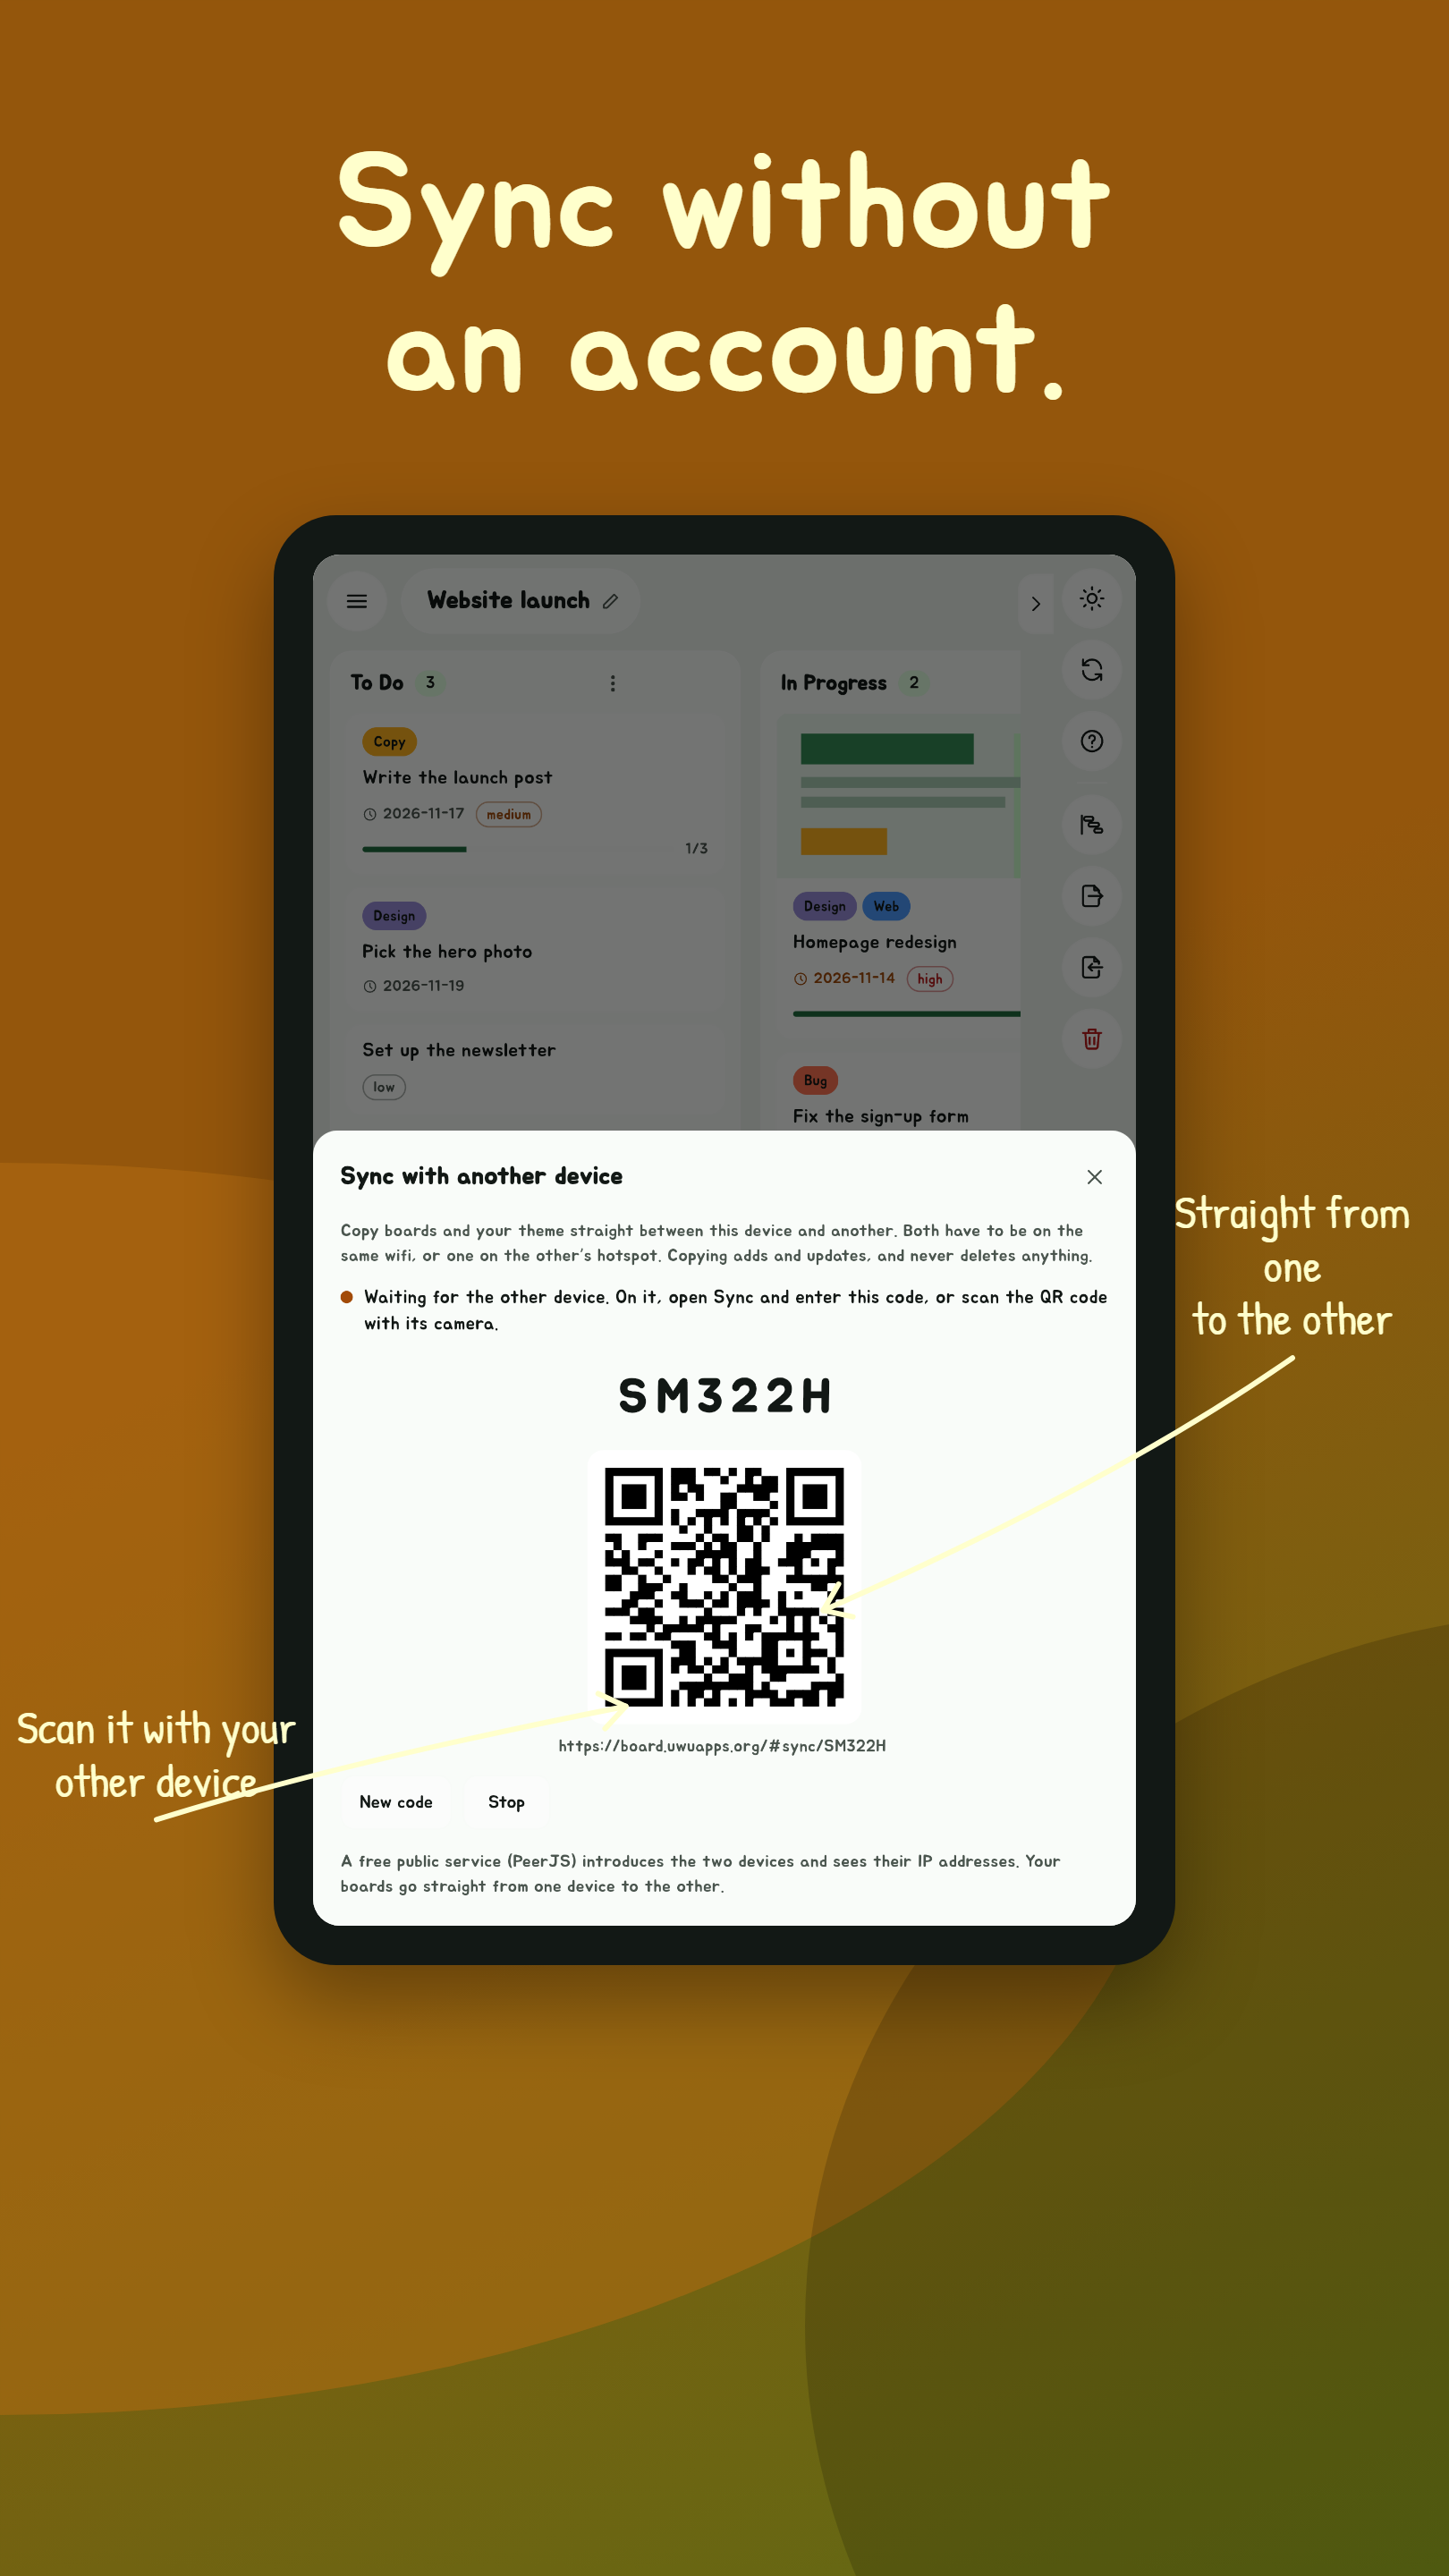 Sync without
an account.
Website launch
To Do 3
Copy
Write the launch post
2026-11-17 medium
1/3
Design
Pick the hero photo
2026-11-19
Set up the newsletter
low
In Progress 2
Design Web
Homepage redesign
2026-11-14 high
Bug
Fix the sign-up form
Sync with another device
Copy boards and your theme straight between this device and another. Both have to be on the
same wifi, or one on the other's hotspot. Copying adds and updates, and never deletes anything.
Waiting for the other device. On it, open Sync and enter this code, or scan the QR code
with its camera.
SM322H
https://board.uwuapps.org/#sync/SM322H
New code Stop
A free public service (PeerJS) introduces the two devices and sees their IP addresses. Your
boards go straight from one device to the other.
Straight from
one
to the other
Scan it with your
other device